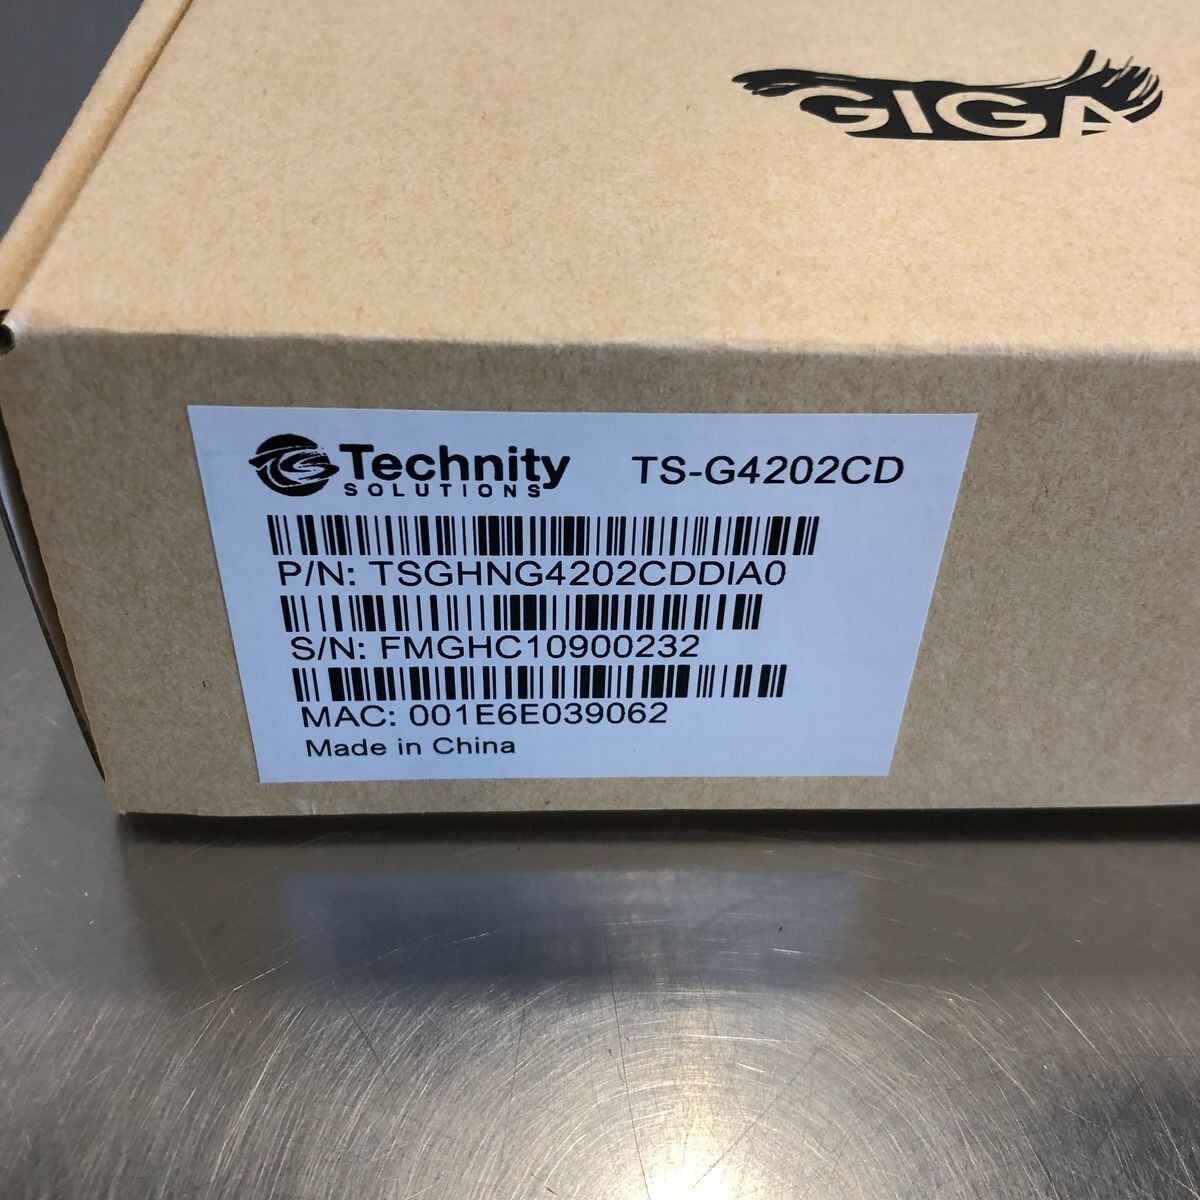 GIGA
Technity TS-G4202CD
SOLUTIONS
P/N: TSGHNG4202CDDIA0
S/N: FMGHC10900232
MAC: 001E6E039062
Made in China